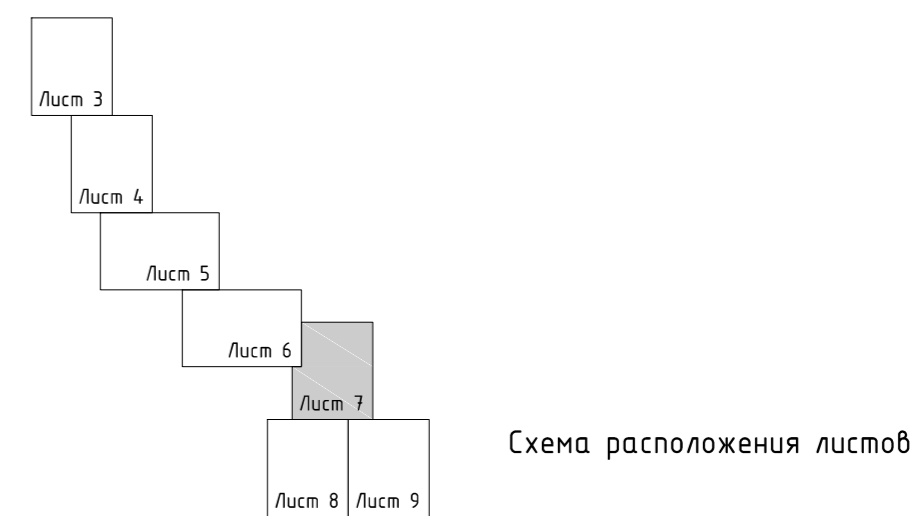 Лист 3
Лист 4
Лист 5
Лист 6
Лист 7
Схема расположения листов
Лист 8
Лист 9